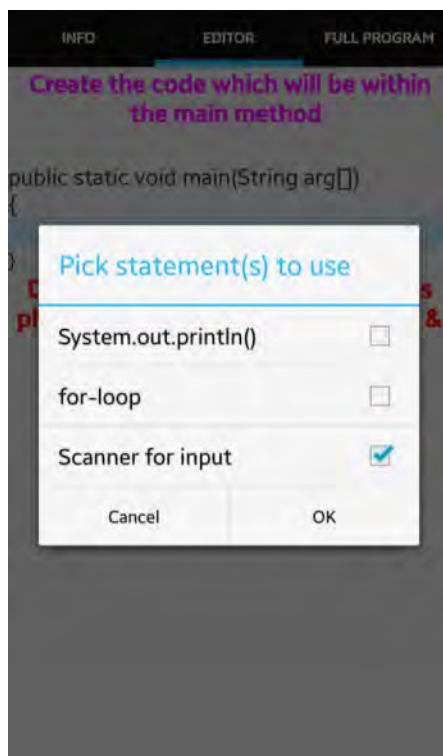 INFO EDITOR FULL PROGRAM
Create the code which will be within
the main method
public static void main(String arg[])
{
Pick statement(s) to use
}
System.out.println()
for-loop
Scanner for input
Cancel OK